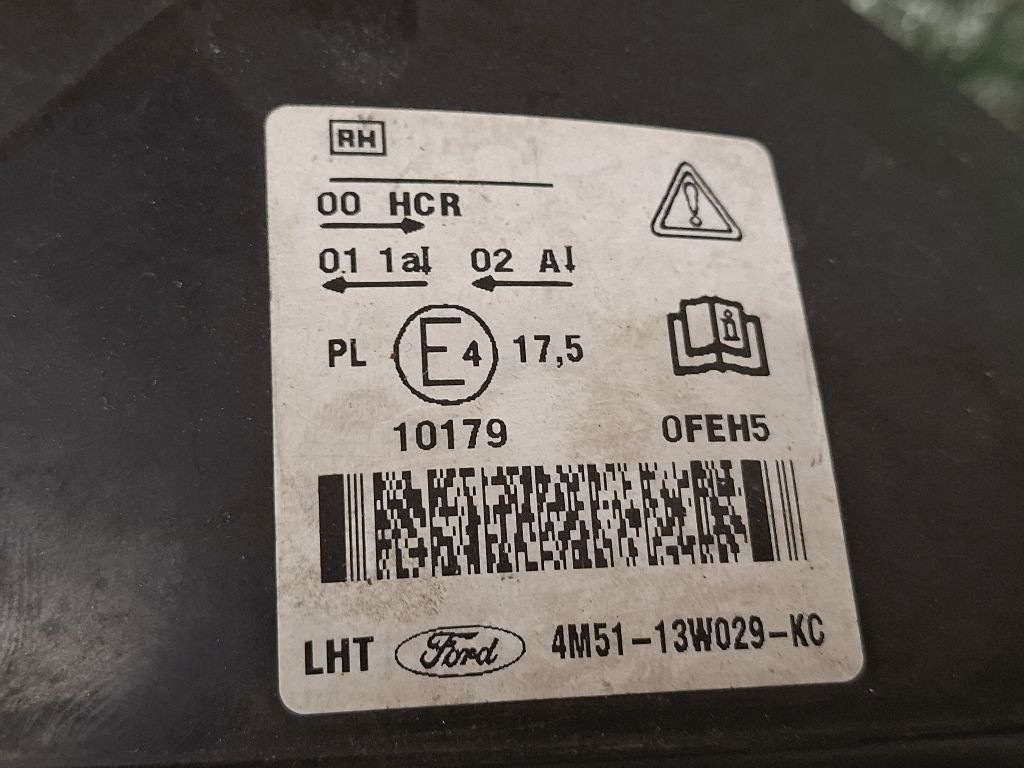 RH
00 HCR
01 1a 02 A
PL E4 17,5
10179 0FEH5
LHT Ford 4M51-13W029-KC